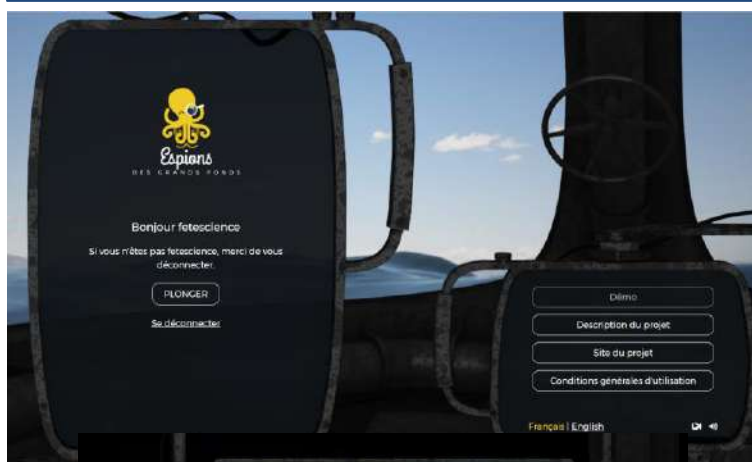 Espions
DES GRANDS FONDS
Bonjour fetescience
Si vous n'êtes pas fetescience, merci de vous
déconnecter.
PLONGER
Se déconnecter
Démo
Description du projet
Site du projet
Conditions générales d'utilisation
Français | English